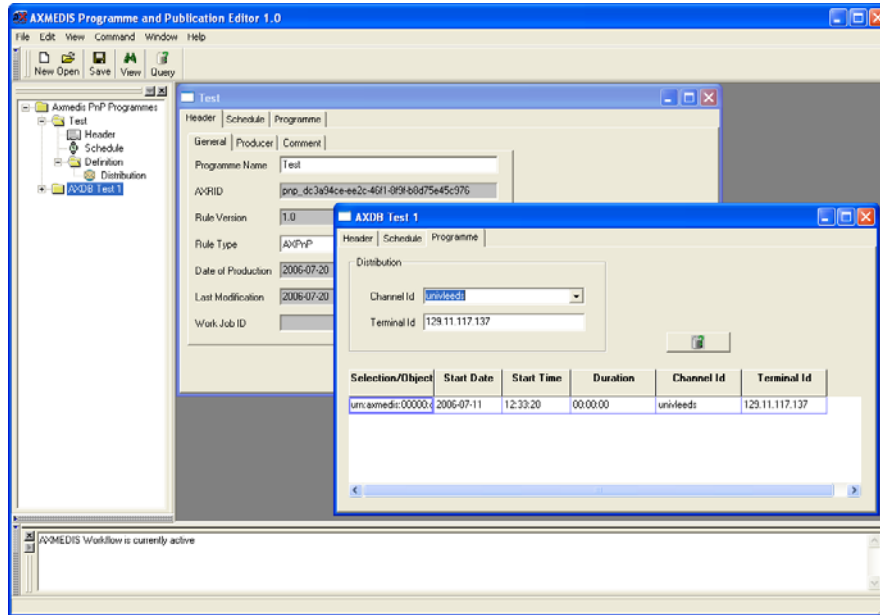 AXMEDIS Programme and Publication Editor 1.0
File Edit View Command Window Help
New Open Save View Query
Axmedis PnP Programmes
Test
Header
Schedule
Definition
Distribution
AXDB Test 1
Test
Header Schedule Programme
General Producer Comment
Programme Name Test
AXRID pnp_dc3a94ce-ee2c-46f1-8f9f-b8d75e45c976
Rule Version 1.0
Rule Type AXPnP
Date of Production 2006-07-20
Last Modification 2006-07-20
Work Job ID
AXDB Test 1
Header Schedule Programme
Distribution
Channel Id univleeds
Terminal Id 129.11.117.137
Selection/Object Start Date Start Time Duration Channel Id Terminal Id
urn:axmedis:00000: 2006-07-11 12:33:20 00:00:00 univleeds 129.11.117.137
AXMEDIS Workflow is currently active